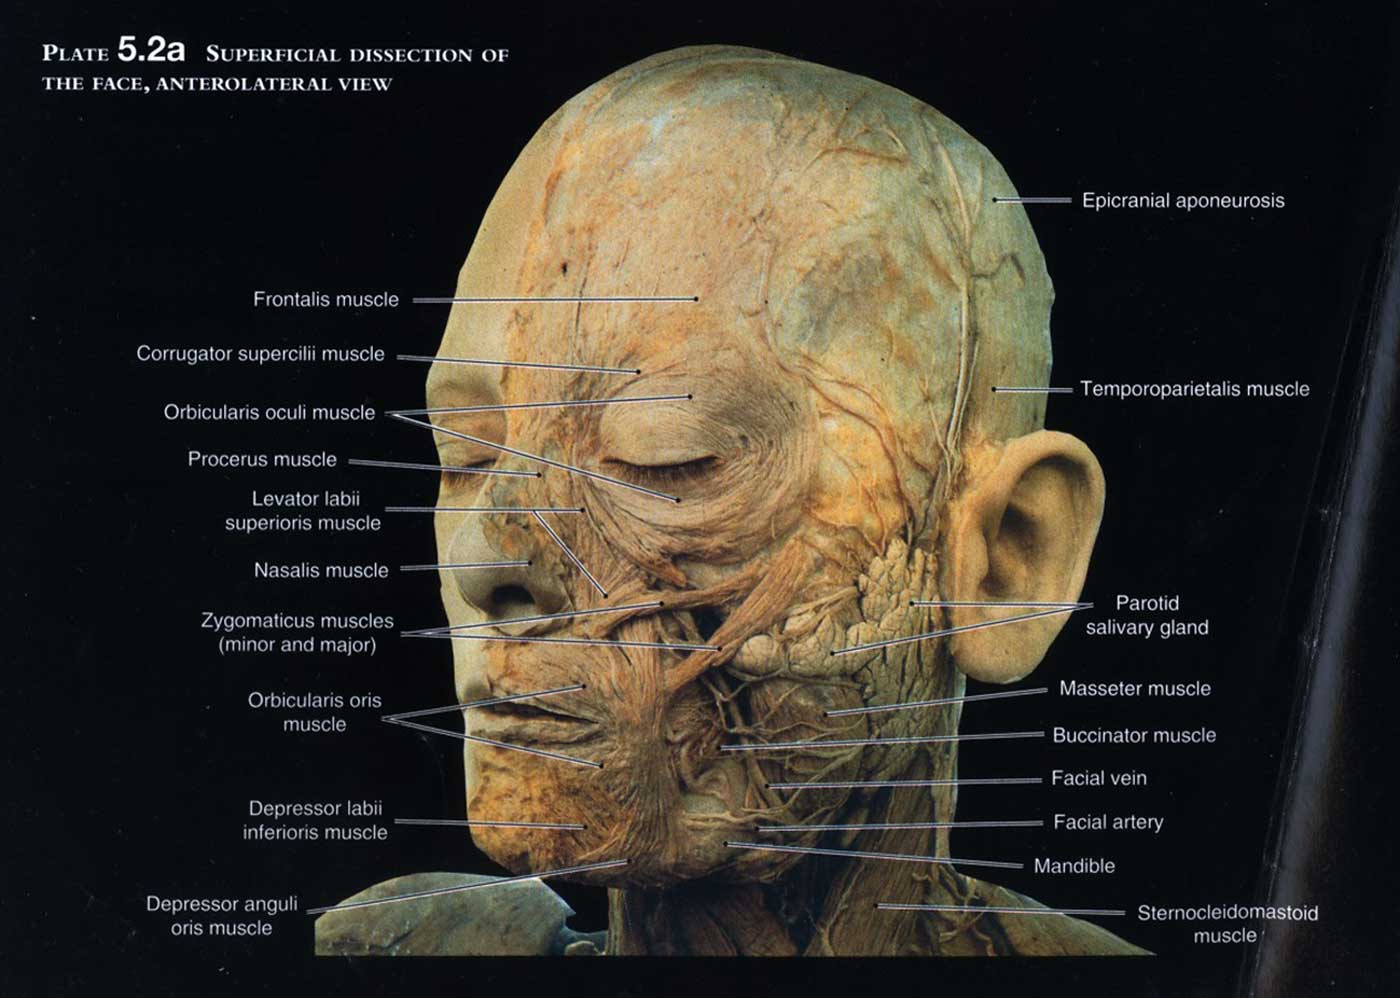 PLATE 5.2a SUPERFICIAL DISSECTION OF
THE FACE, ANTEROLATERAL VIEW
Frontalis muscle
Corrugator supercilii muscle
Orbicularis oculi muscle
Procerus muscle
Levator labii
superioris muscle
Nasalis muscle
Zygomaticus muscles
(minor and major)
Orbicularis oris
muscle
Depressor labii
inferioris muscle
Depressor anguli
oris muscle
Epicranial aponeurosis
Temporoparietalis muscle
Parotid
salivary gland
Masseter muscle
Buccinator muscle
Facial vein
Facial artery
Mandible
Sternocleidomastoid
muscle